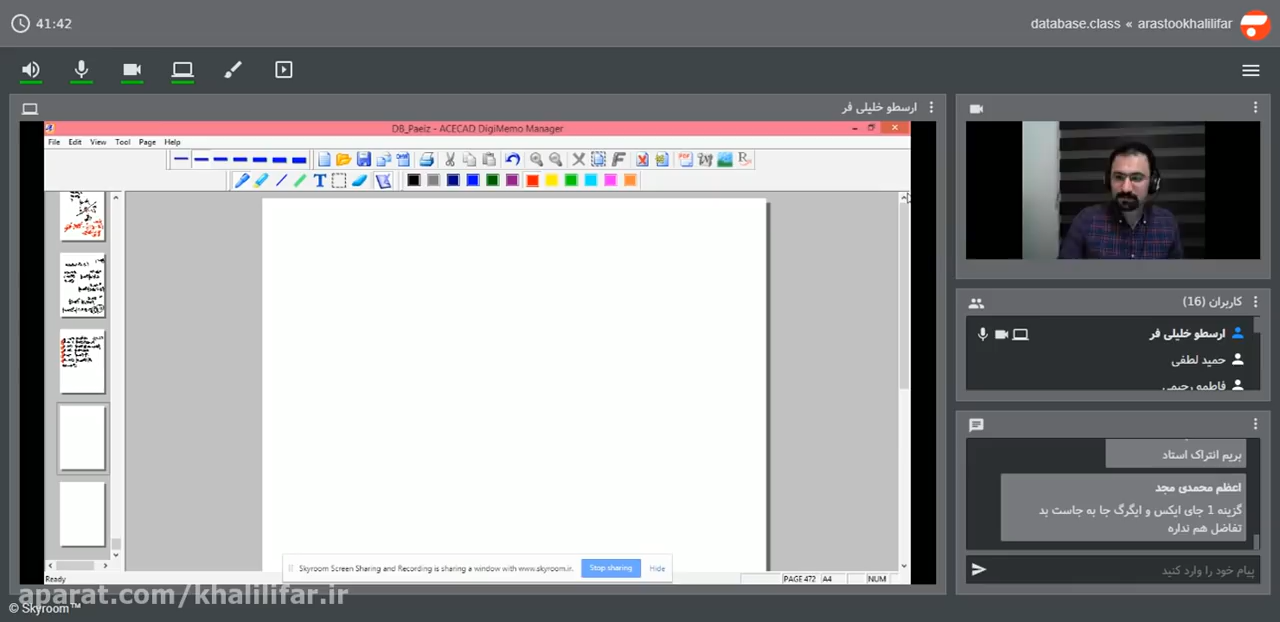 41:42
database.class « arastookhalilifar
ارسطو خلیلی فر
DB_Paeiz - ACECAD DigiMemo Manager
File Edit View Tool Page Help
Skyroom Screen Sharing and Recording is sharing a window with www.skyroom.ir.
Stop sharing
Hide
Ready
PAGE 472 A4 NUM
aparat.com/khalilifar.ir
© Skyroom™
کاربران (16)
ارسطو خلیلی فر
حمید لطفی
فاطمه رحیمی
بریم انتراک استاد
اعظم محمدی مجد
گزینه 1 جای ایکس و ایگرگ جا به جاست بد
تفاضل هم نداره
پیام خود را وارد کنید